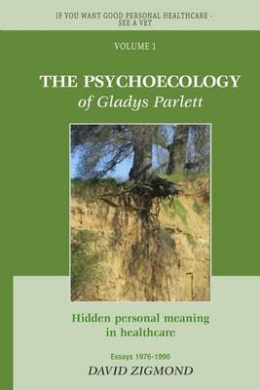 IF YOU WANT GOOD PERSONAL HEALTHCARE -
SEE A VET
VOLUME 1
THE PSYCHOECOLOGY
of Gladys Parlett
Hidden personal meaning
in healthcare
Essays 1976-1990
DAVID ZIGMOND